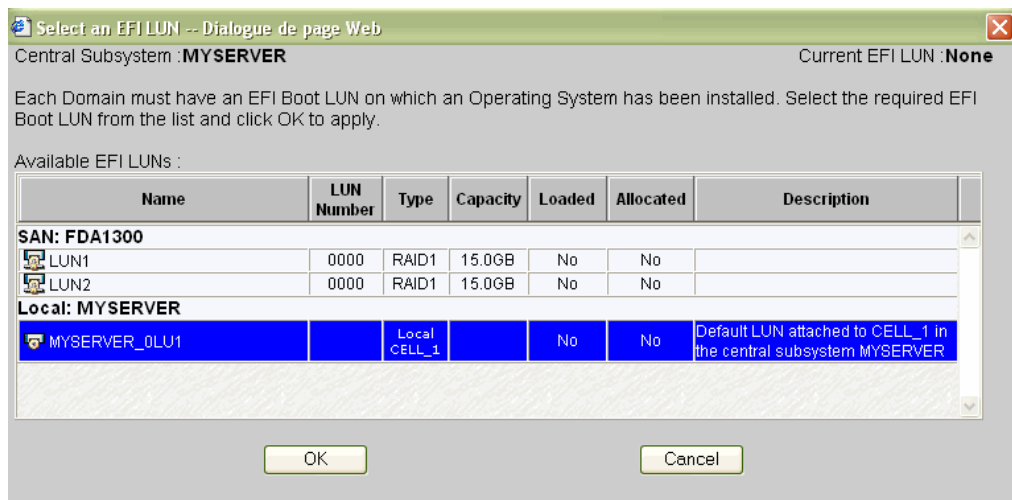 Select an EFI LUN -- Dialogue de page Web
Central Subsystem :MYSERVER Current EFI LUN :None
Each Domain must have an EFI Boot LUN on which an Operating System has been installed. Select the required EFI
Boot LUN from the list and click OK to apply.
Available EFI LUNs :
Name LUN Number Type Capacity Loaded Allocated Description
SAN: FDA1300
LUN1 0000 RAID1 15.0GB No No
LUN2 0000 RAID1 15.0GB No No
Local: MYSERVER
MYSERVER_0LU1 Local CELL_1 No No Default LUN attached to CELL_1 in the central subsystem MYSERVER
OK Cancel